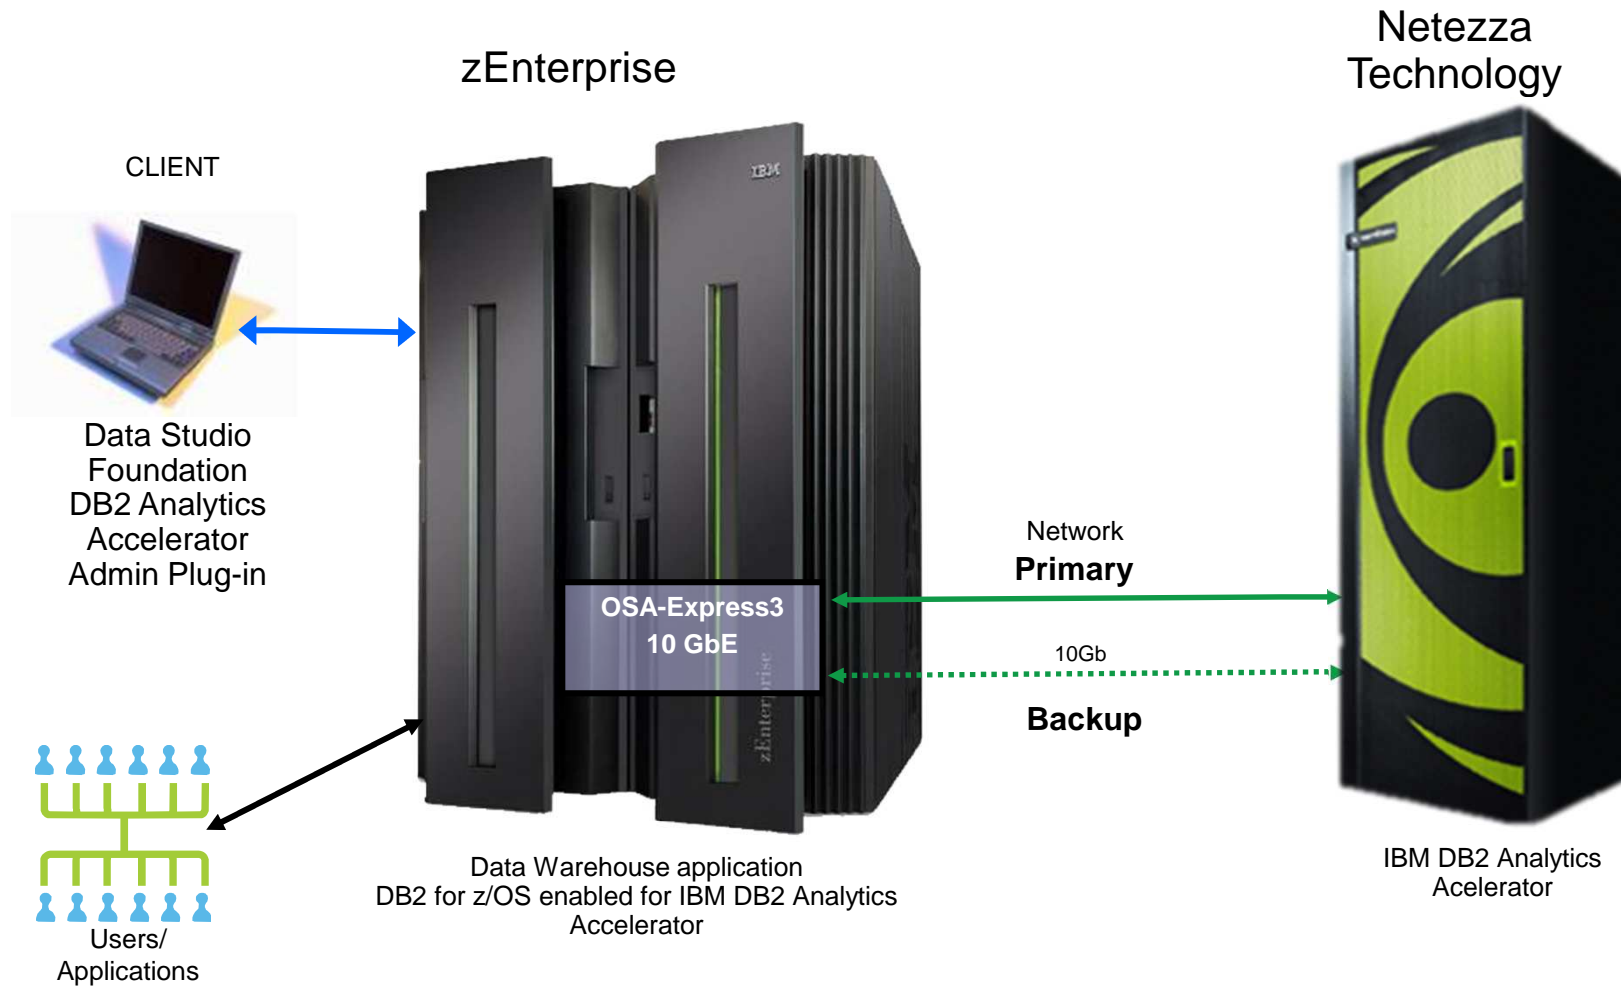 Netezza
Technology
zEnterprise
CLIENT
IBM
Data Studio
Foundation
DB2 Analytics
Accelerator
Admin Plug-in
Network
Primary
OSA-Express3
10 GbE
10Gb
Backup
zEnterprise
Data Warehouse application
DB2 for z/OS enabled for IBM DB2 Analytics
Accelerator
IBM DB2 Analytics
Acelerator
Users/
Applications